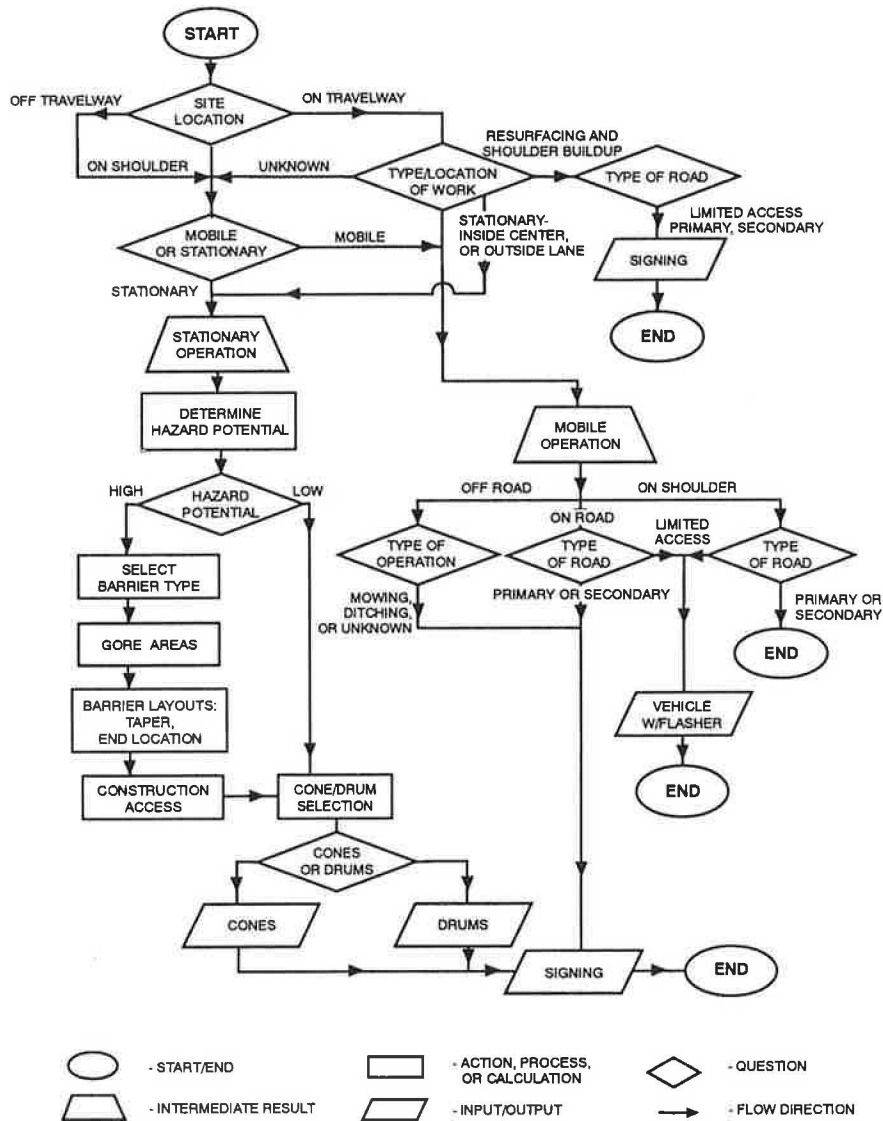 START
OFF TRAVELWAY
SITE
LOCATION
ON TRAVELWAY
ON SHOULDER
UNKNOWN
TYPE/LOCATION
OF WORK
RESURFACING AND
SHOULDER BUILDUP
TYPE OF ROAD
MOBILE
OR STATIONARY
MOBILE
STATIONARY-
INSIDE CENTER,
OR OUTSIDE LANE
LIMITED ACCESS
PRIMARY, SECONDARY
SIGNING
END
STATIONARY
STATIONARY
OPERATION
DETERMINE
HAZARD POTENTIAL
MOBILE
OPERATION
HIGH
HAZARD
POTENTIAL
LOW
OFF ROAD
ON ROAD
ON SHOULDER
TYPE OF
OPERATION
TYPE
OF ROAD
LIMITED
ACCESS
TYPE
OF ROAD
SELECT
BARRIER TYPE
MOWING,
DITCHING,
OR UNKNOWN
PRIMARY OR SECONDARY
PRIMARY OR
SECONDARY
END
GORE AREAS
BARRIER LAYOUTS:
TAPER,
END LOCATION
VEHICLE
W/FLASHER
END
CONSTRUCTION
ACCESS
CONE/DRUM
SELECTION
CONES
OR DRUMS
CONES
DRUMS
SIGNING
END
- START/END
- ACTION, PROCESS,
OR CALCULATION
- QUESTION
- INTERMEDIATE RESULT
- INPUT/OUTPUT
- FLOW DIRECTION